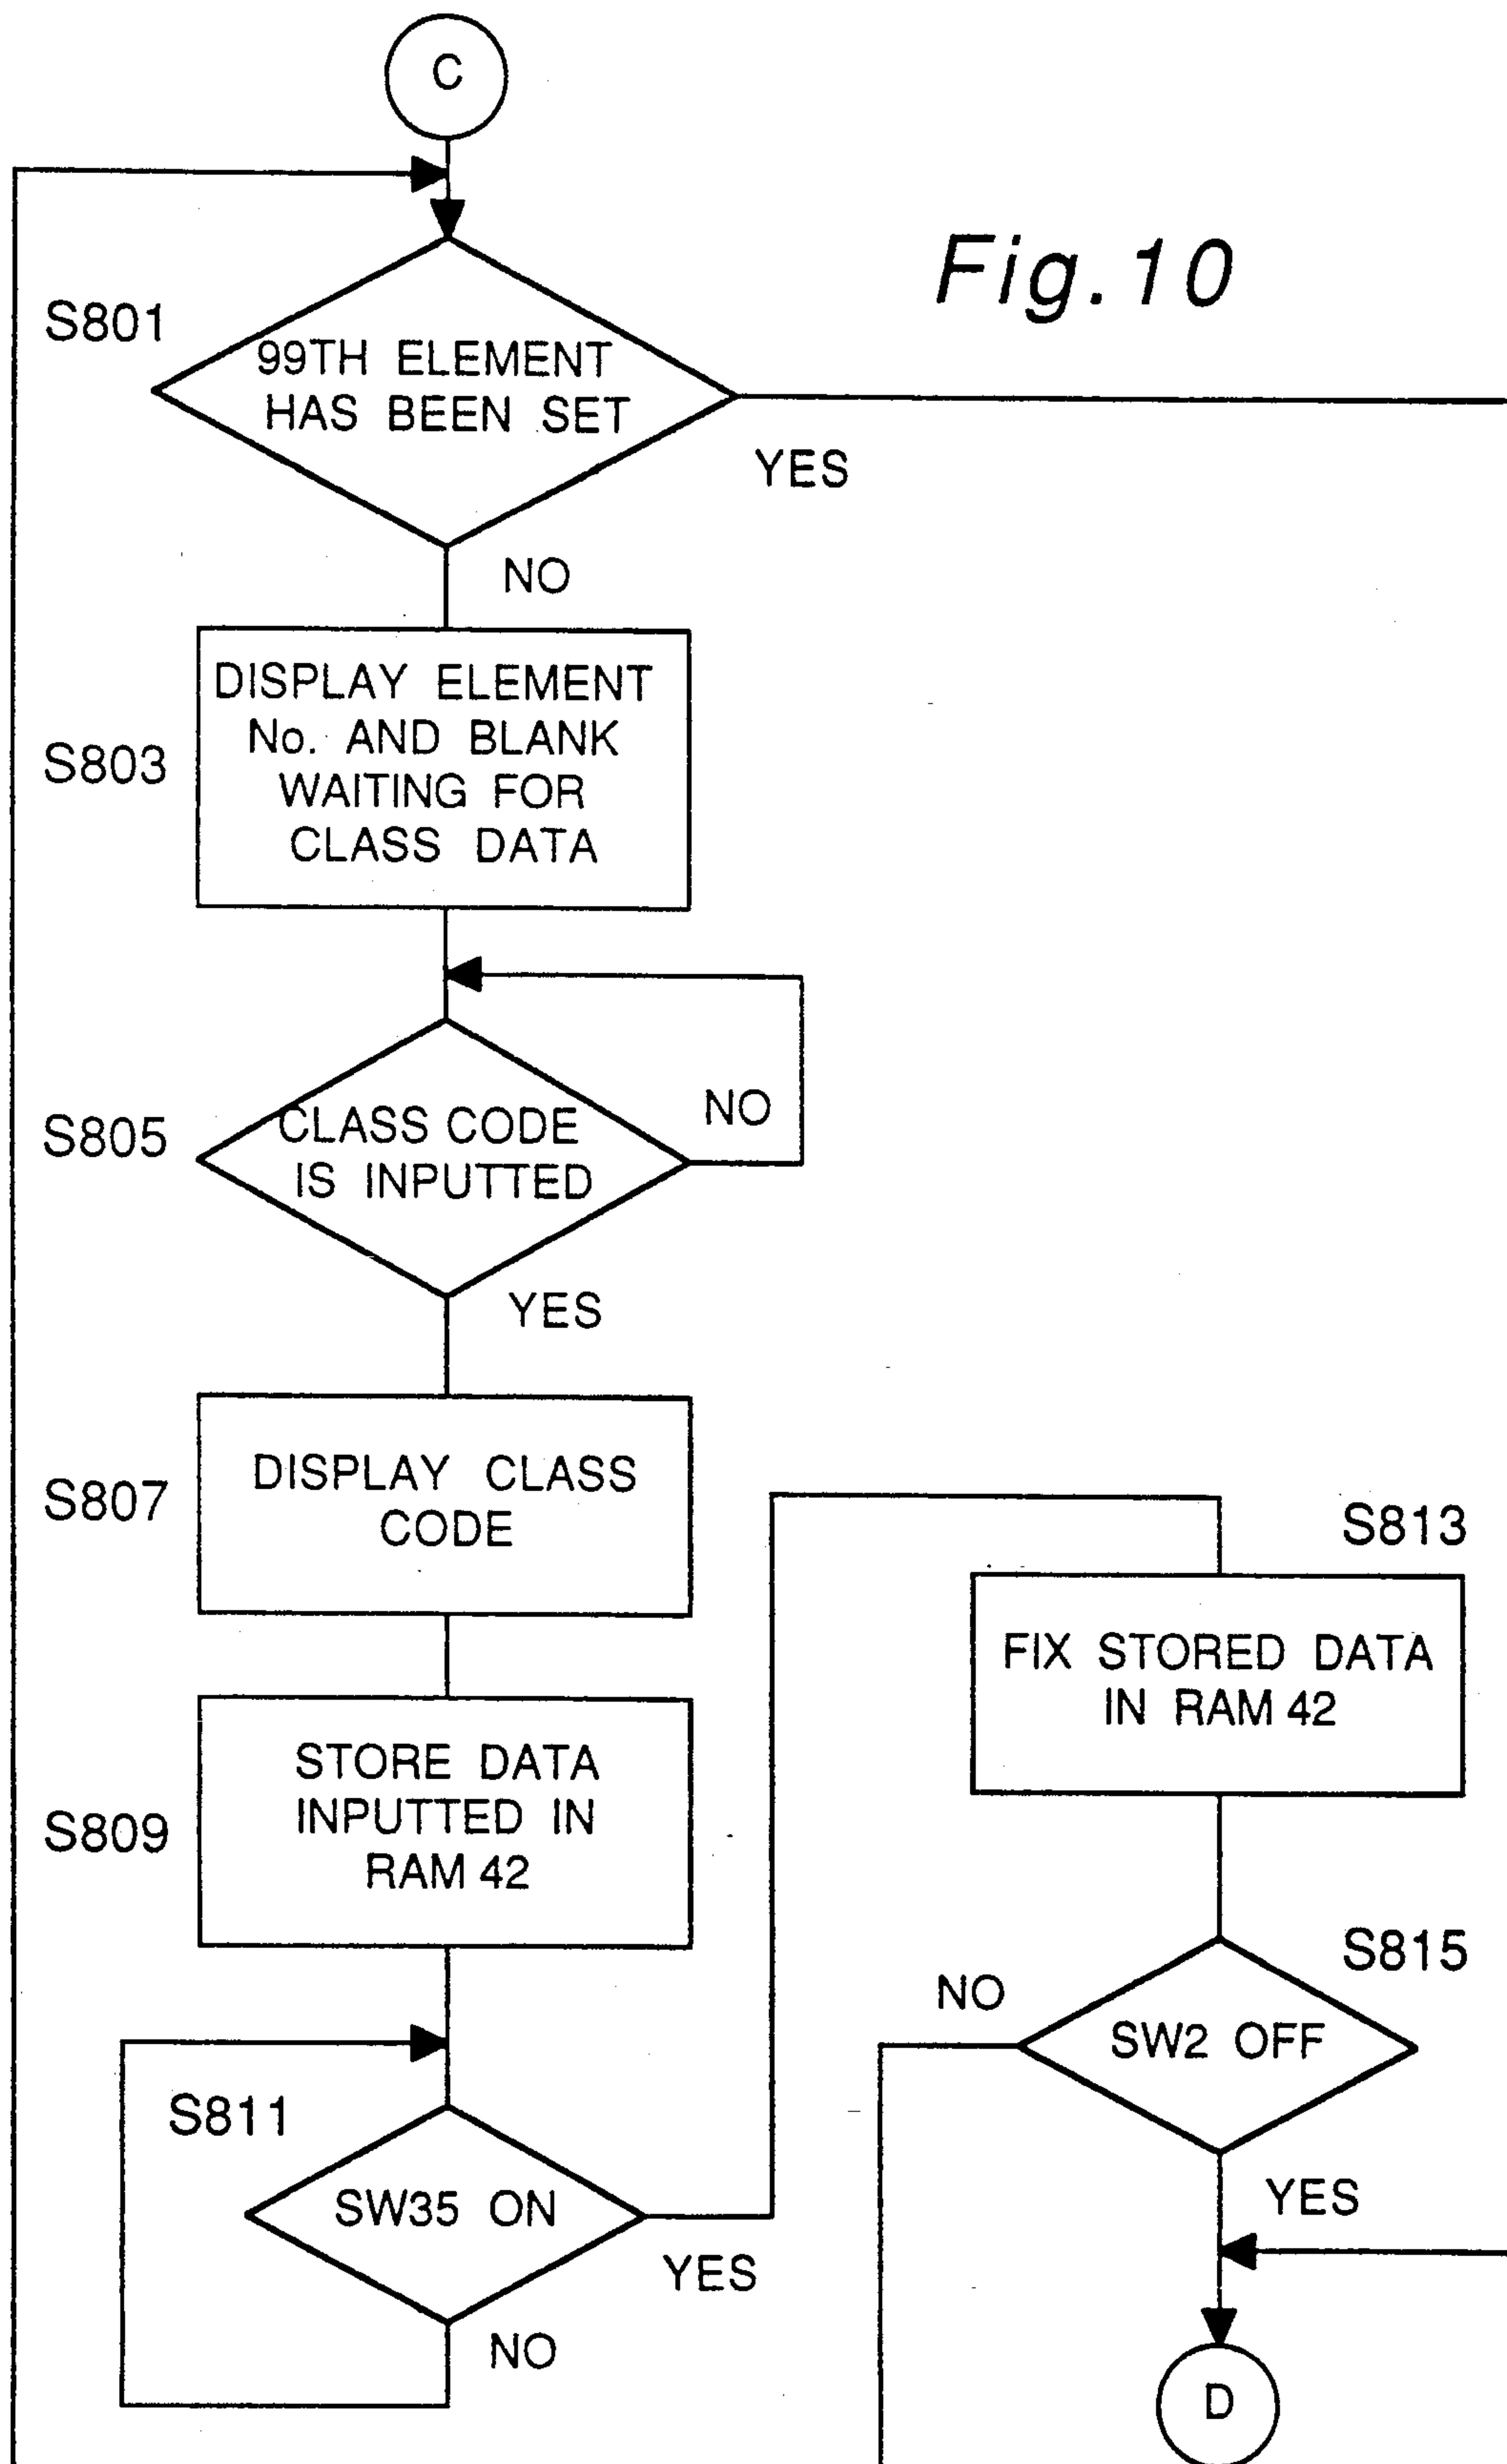 C
Fig.10
S801
99TH ELEMENT
HAS BEEN SET
YES
NO
S803
DISPLAY ELEMENT
No. AND BLANK
WAITING FOR
CLASS DATA
S805
CLASS CODE
IS INPUTTED
NO
YES
S807
DISPLAY CLASS
CODE
S809
STORE DATA
INPUTTED IN
RAM 42
S811
SW35 ON
YES
NO
S813
FIX STORED DATA
IN RAM 42
S815
NO
SW2 OFF
YES
D